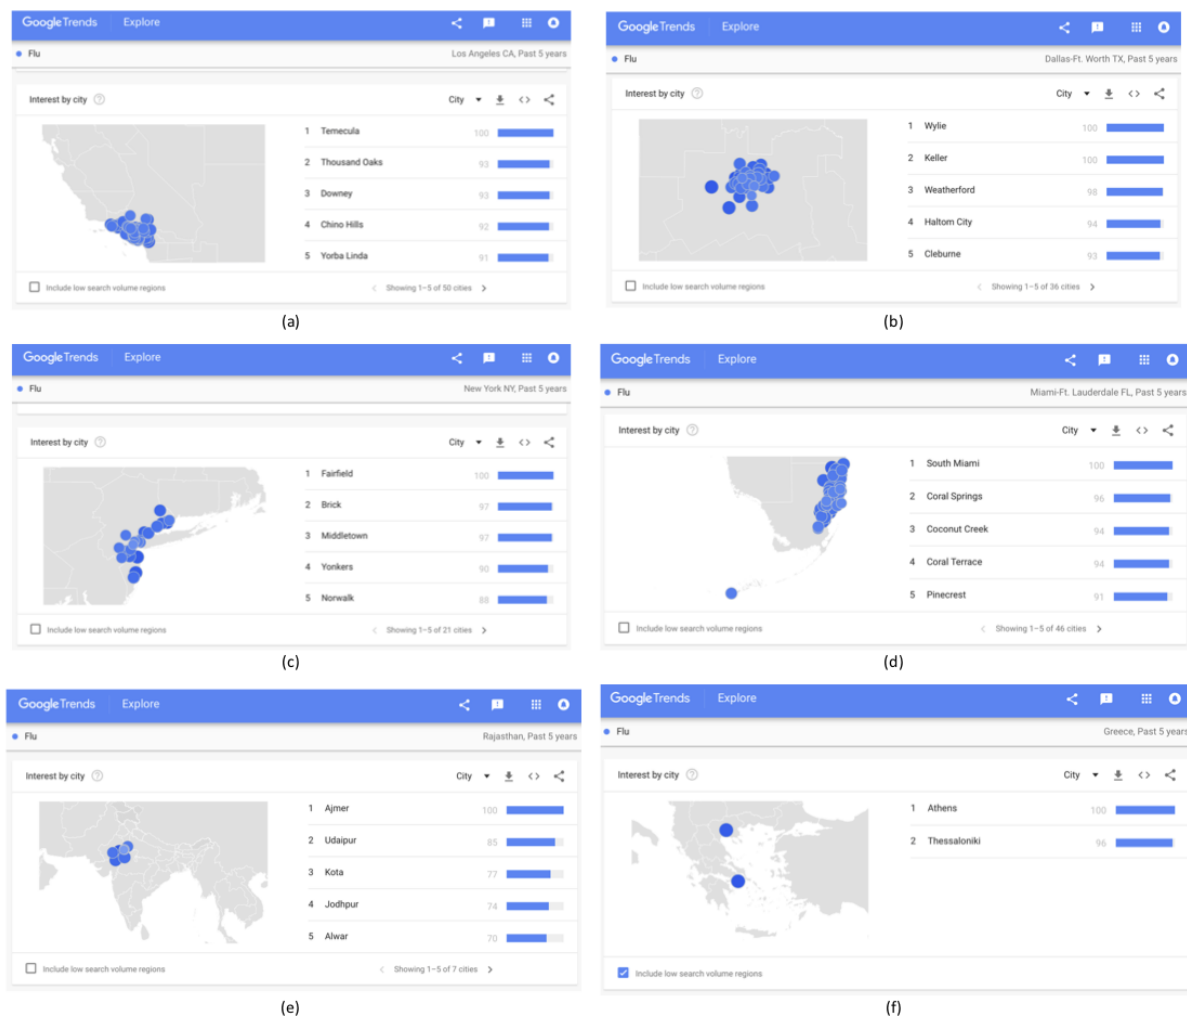 Google Trends Explore
Flu Los Angeles CA, Past 5 years
Interest by city ? City
1 Temecula 100
2 Thousand Oaks 93
3 Downey 93
4 Chino Hills 92
5 Yorba Linda 91
Include low search volume regions Showing 1–5 of 50 cities
(a)
Google Trends Explore
Flu Dallas-Ft. Worth TX, Past 5 years
Interest by city ? City
1 Wylie 100
2 Keller 100
3 Weatherford 98
4 Haltom City 94
5 Cleburne 93
Include low search volume regions Showing 1–5 of 36 cities
(b)
Google Trends Explore
Flu New York NY, Past 5 years
Interest by city ? City
1 Fairfield 100
2 Brick 97
3 Middletown 97
4 Yonkers 90
5 Norwalk 88
Include low search volume regions Showing 1–5 of 21 cities
(c)
Google Trends Explore
Flu Miami-Ft. Lauderdale FL, Past 5 years
Interest by city ? City
1 South Miami 100
2 Coral Springs 96
3 Coconut Creek 94
4 Coral Terrace 94
5 Pinecrest 91
Include low search volume regions Showing 1–5 of 46 cities
(d)
Google Trends Explore
Flu Rajasthan, Past 5 years
Interest by city ? City
1 Ajmer 100
2 Udaipur 85
3 Kota 77
4 Jodhpur 74
5 Alwar 70
Include low search volume regions Showing 1–5 of 7 cities
(e)
Google Trends Explore
Flu Greece, Past 5 years
Interest by city ? City
1 Athens 100
2 Thessaloniki 96
Include low search volume regions
(f)